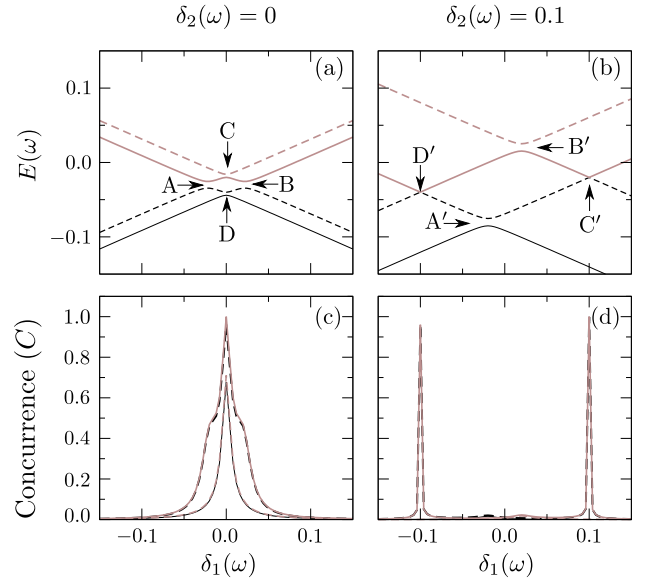 δ₂(ω) = 0
δ₂(ω) = 0.1
(a)
(b)
E(ω)
0.1
0.0
−0.1
A
B
C
D
A′
B′
C′
D′
(c)
(d)
Concurrence (C)
1.0
0.8
0.6
0.4
0.2
0.0
−0.1
0.0
0.1
−0.1
0.0
0.1
δ₁(ω)
δ₁(ω)